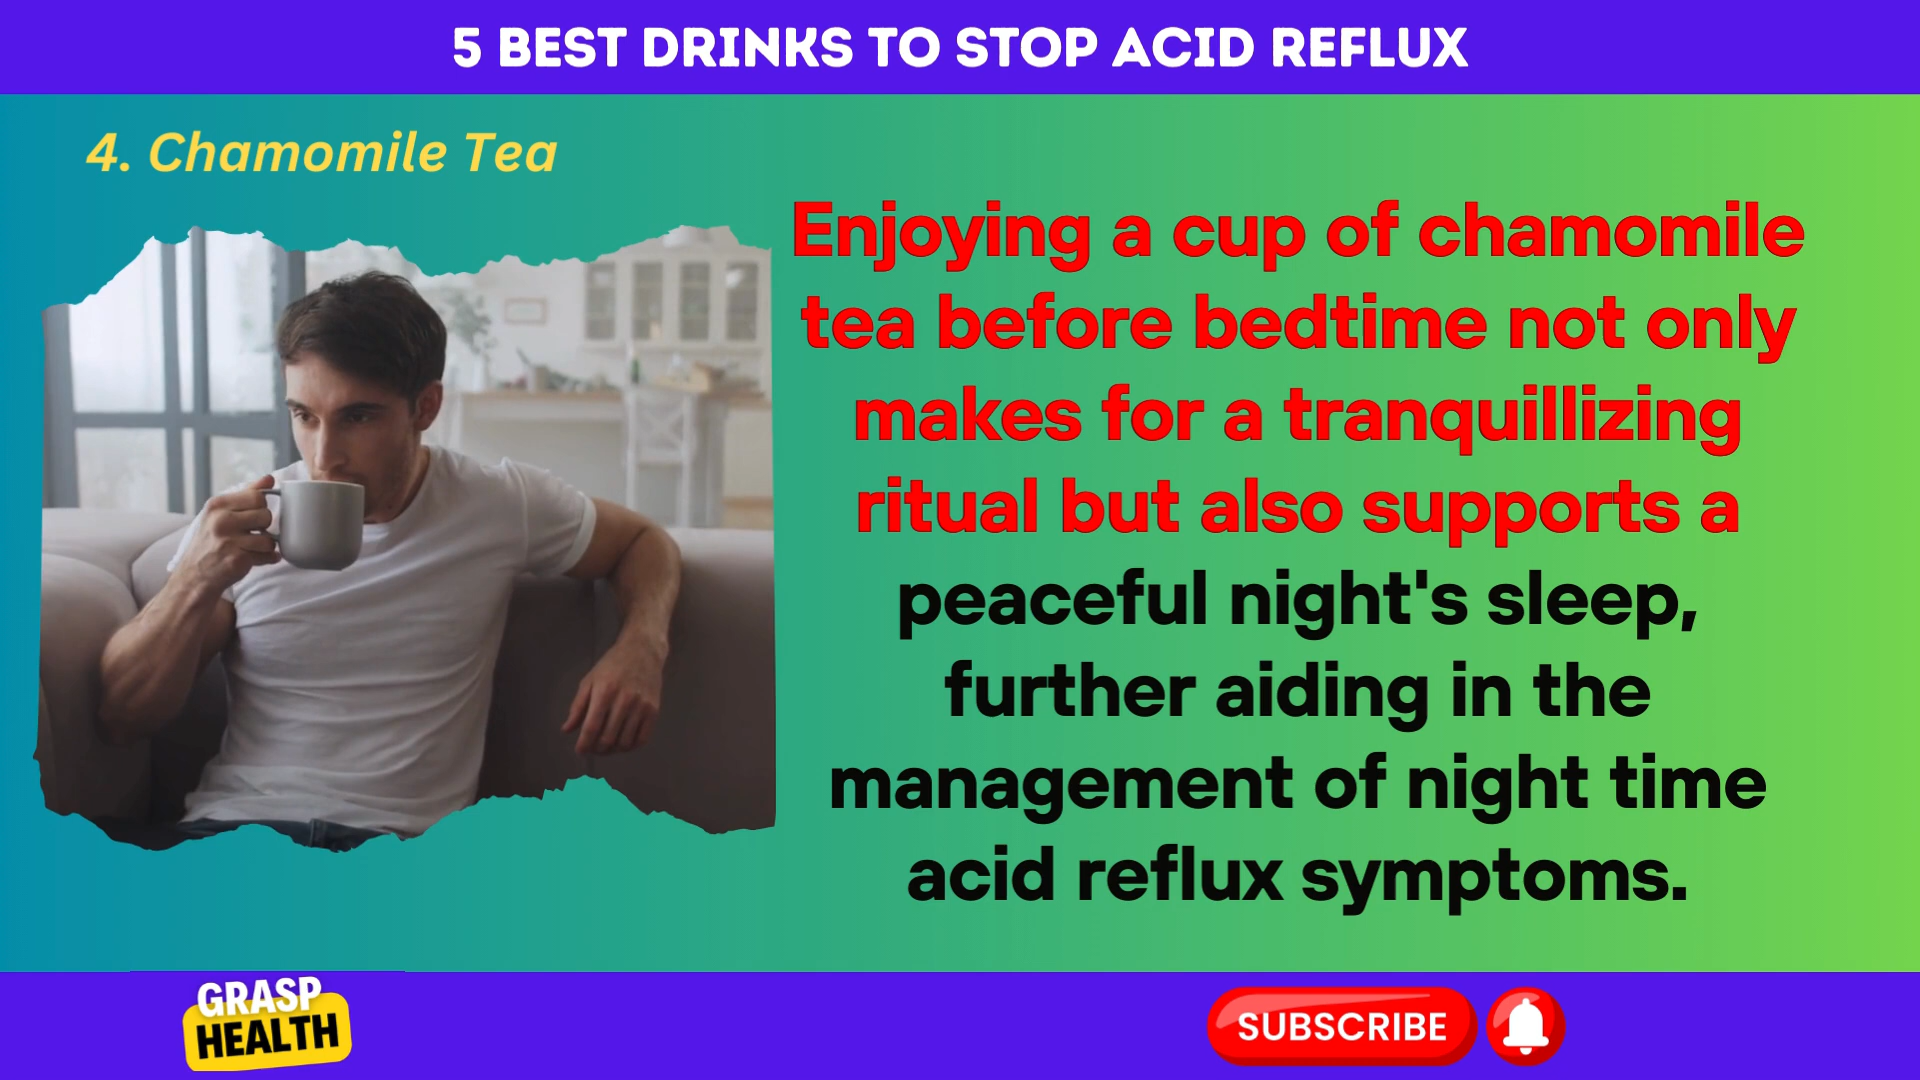 5 BEST DRINKS TO STOP ACID REFLUX
4. Chamomile Tea
Enjoying a cup of chamomile
tea before bedtime not only
makes for a tranquillizing
ritual but also supports a
peaceful night's sleep,
further aiding in the
management of night time
acid reflux symptoms.
GRASP
HEALTH
SUBSCRIBE